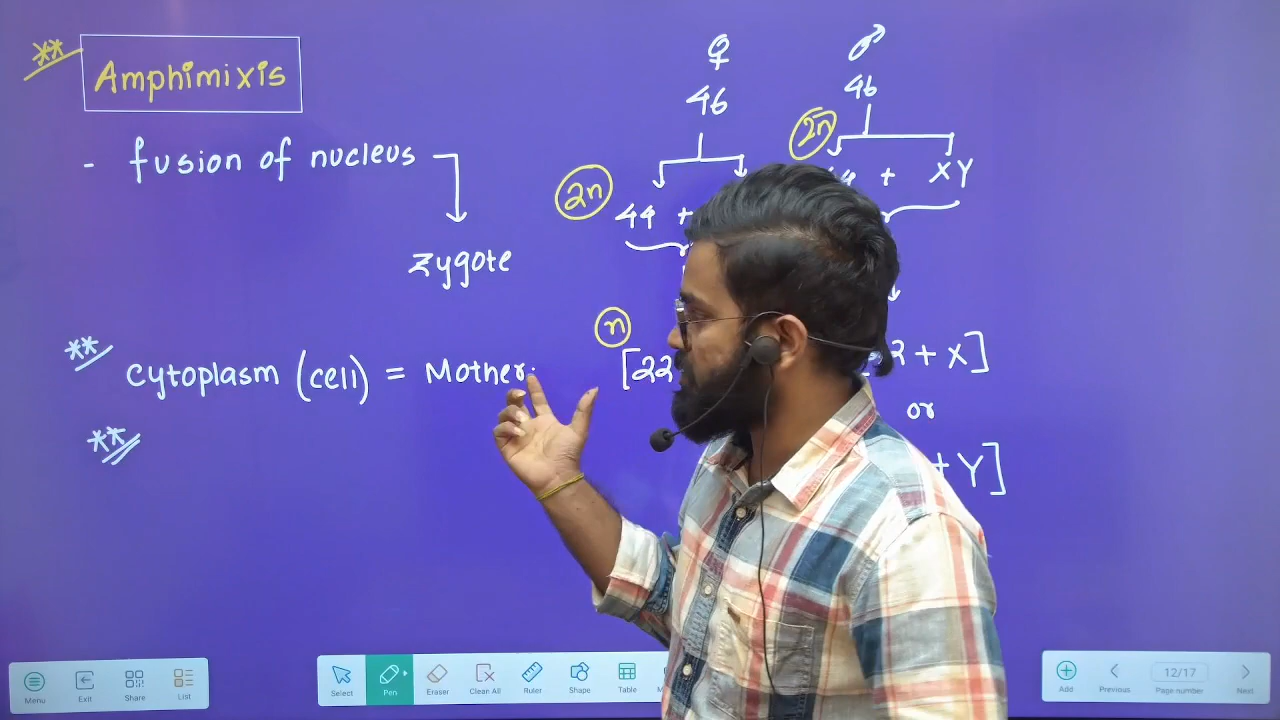 ** Amphimixis
- fusion of nucleus
zygote
** Cytoplasm (cell) = Mother
**
♀
46
2n
44 +
n
[22
♂
46
2n
+ XY
2 + X]
or
+ Y]
Menu
Exit
Share
List
Select
Pen
Eraser
Clean All
Ruler
Shape
Table
Add
Previous
12/17
Page number
Next